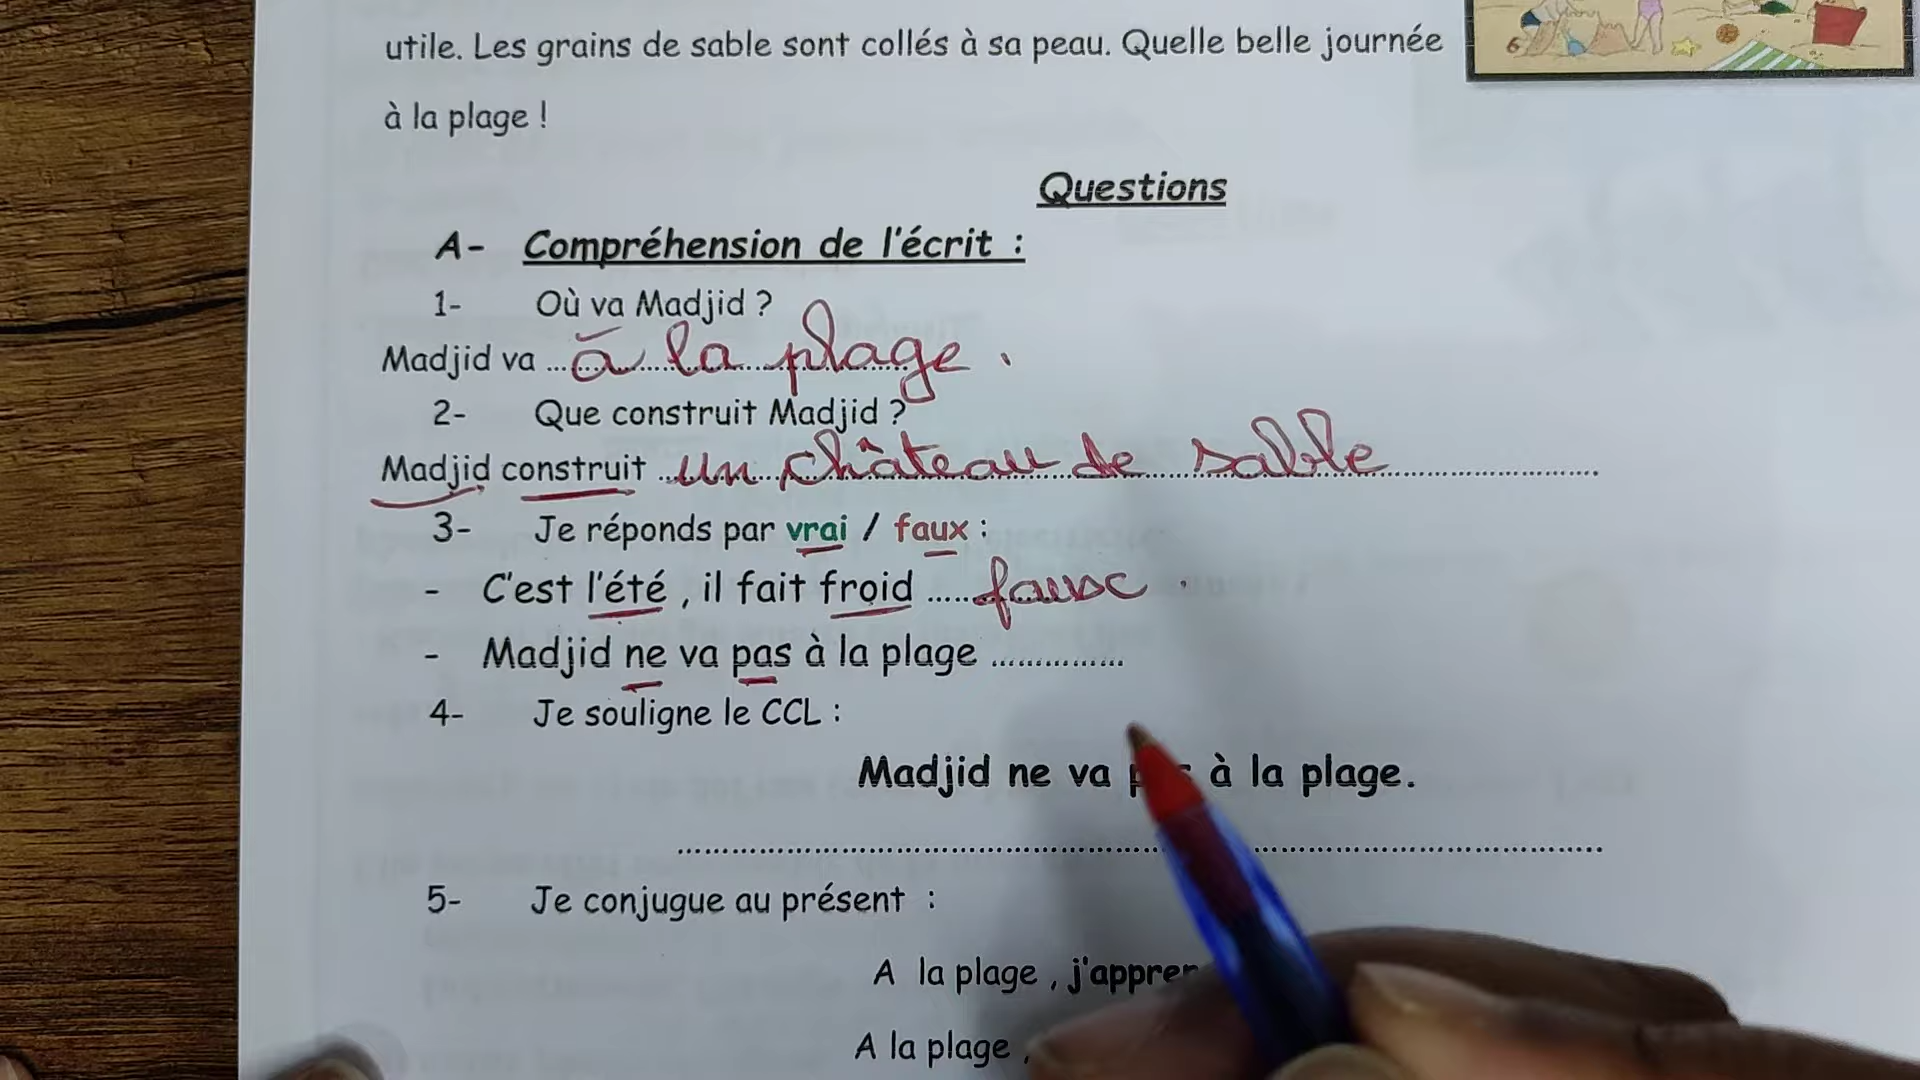 utile. Les grains de sable sont collés à sa peau. Quelle belle journée
à la plage !
Questions
A- Compréhension de l'écrit :
1- Où va Madjid ?
Madjid va ... à la plage .
2- Que construit Madjid ?
Madjid construit ... un château de sable ....................
3- Je réponds par vrai / faux :
- C'est l'été , il fait froid ..... faux .
- Madjid ne va pas à la plage ...............
4- Je souligne le CCL :
Madjid ne va à la plage.
................................................................................
5- Je conjugue au présent :
A la plage ,
A la plage ,